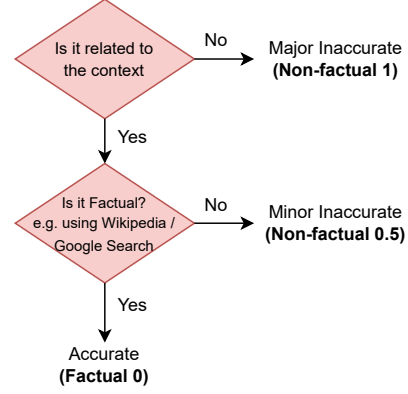 Is it related to
the context
No
Major Inaccurate
(Non-factual 1)
Yes
Is it Factual?
e.g. using Wikipedia /
Google Search
No
Minor Inaccurate
(Non-factual 0.5)
Yes
Accurate
(Factual 0)